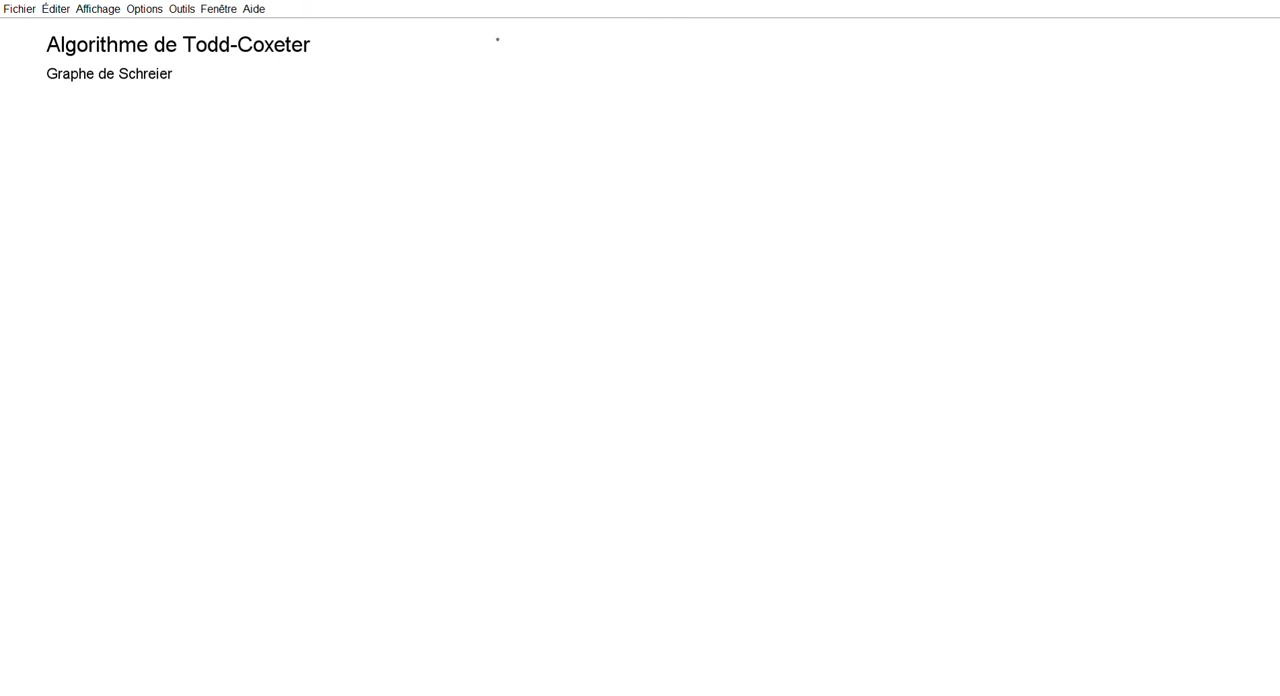 Fichier Éditer Affichage Options Outils Fenêtre Aide
Algorithme de Todd-Coxeter
Graphe de Schreier